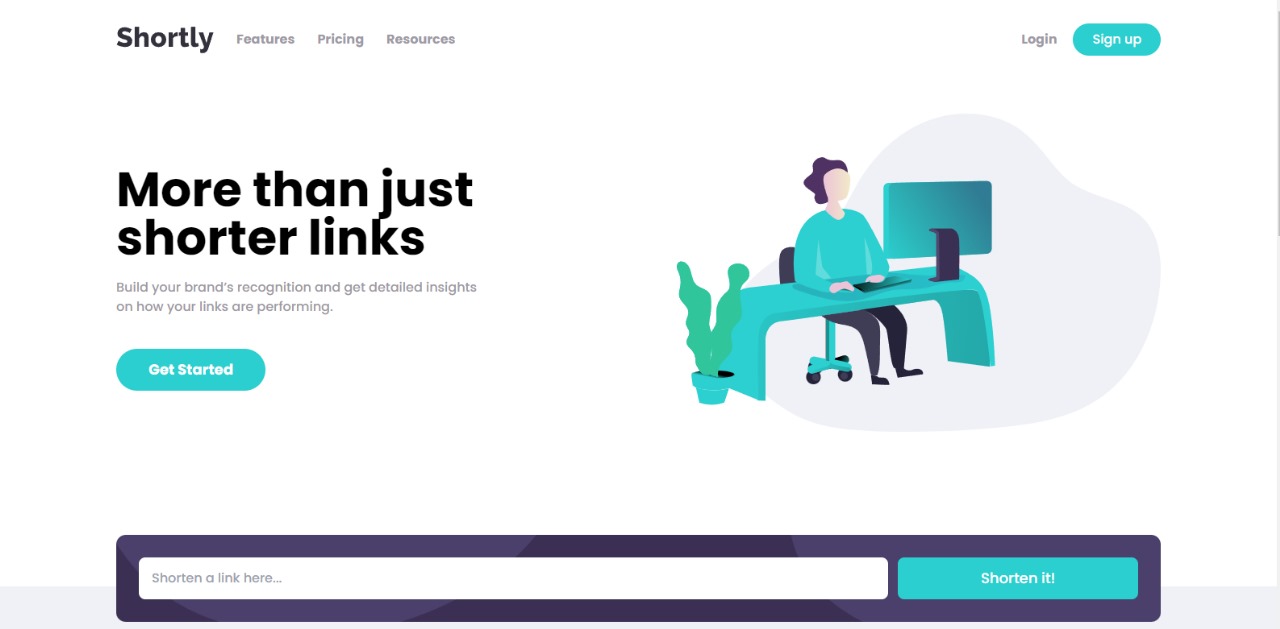 Shortly Features Pricing Resources Login Sign up
More than just
shorter links
Build your brand’s recognition and get detailed insights
on how your links are performing.
Get Started
Shorten a link here... Shorten it!